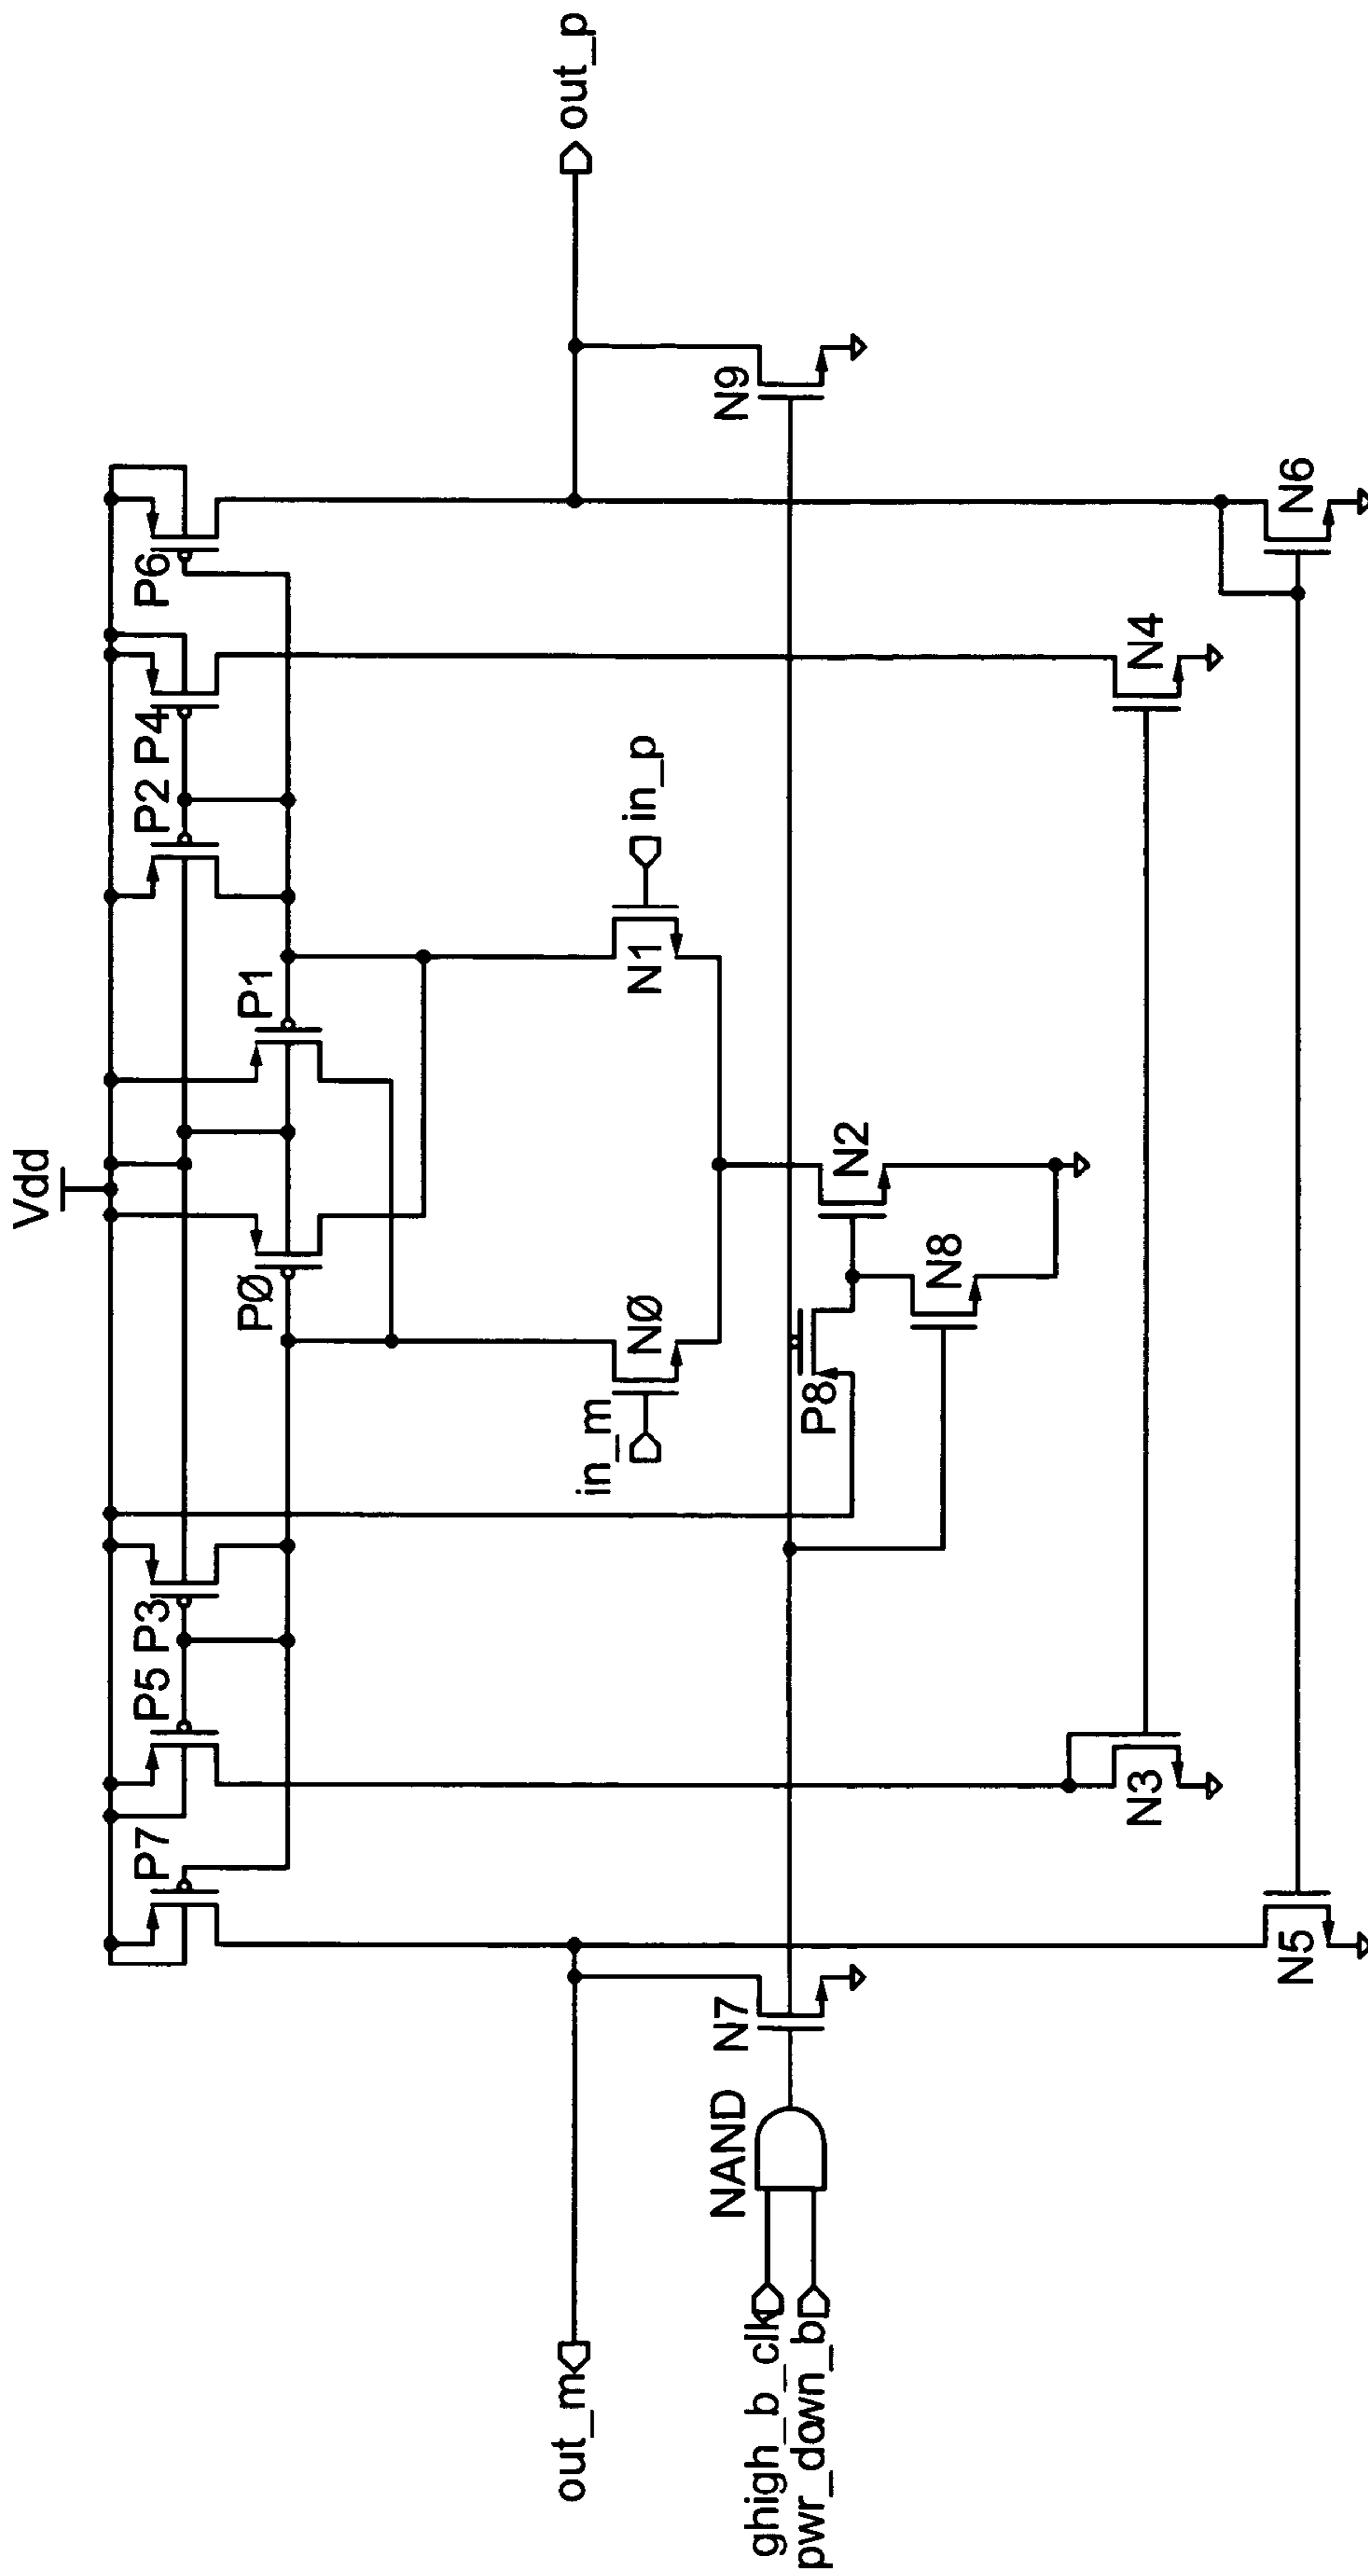 Vdd
P7
P5
P3
PØ
P1
P2
P4
P6
out_m
out_p
in_m
NØ
N1
in_p
NAND
N7
N9
ghigh_b_clk
pwr_down_b
P8
N2
N8
N3
N4
N5
N6